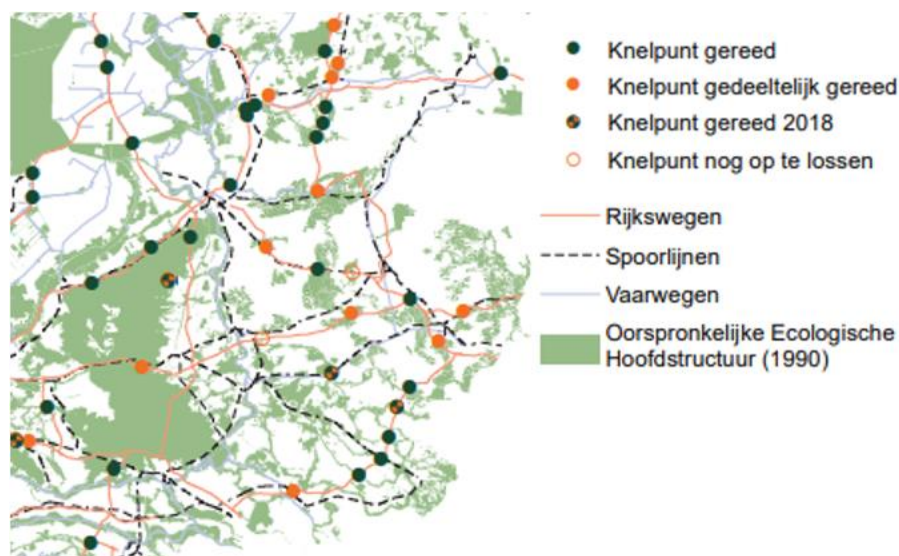 Knelpunt gereed
Knelpunt gedeeltelijk gereed
Knelpunt gereed 2018
Knelpunt nog op te lossen
Rijkswegen
Spoorlijnen
Vaarwegen
Oorspronkelijke Ecologische
Hoofdstructuur (1990)